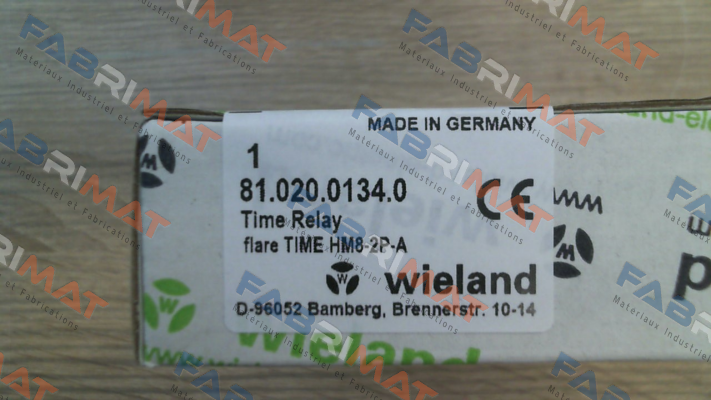 MADE IN GERMANY
1
81.020.0134.0
CE
Time Relay
flare TIME HM8-2P-A
wieland
D-96052 Bamberg, Brennerstr. 10-14
wieland
FABRIMAT
Materiaux Industriel et Fabrications